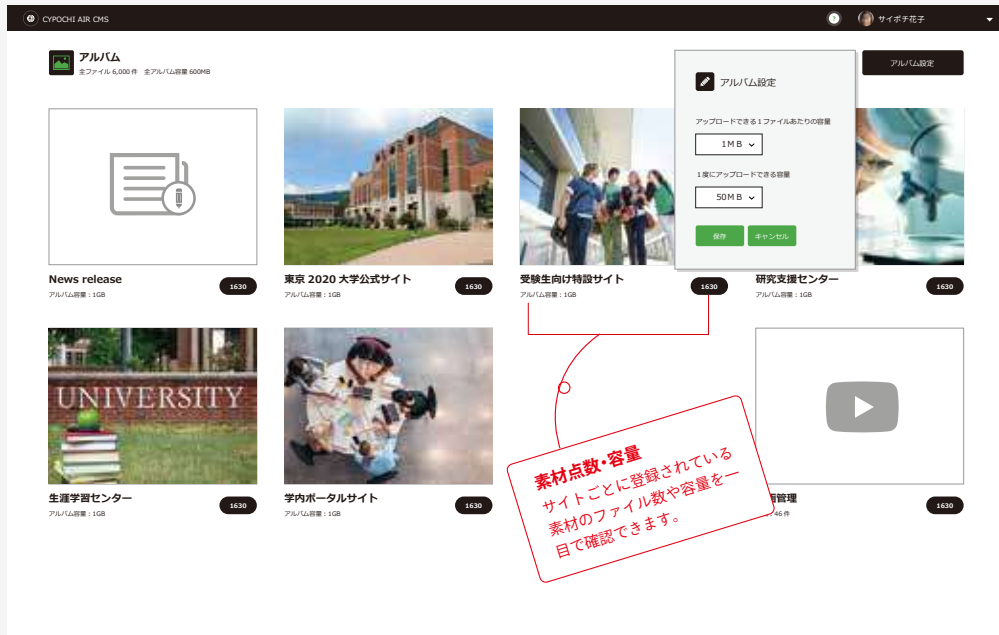 CYPOCHI AIR CMS
?
サイポチ花子
アルバム
全ファイル 6,000 件 全アルバム容量 600MB
アルバム設定
アルバム設定
アップロードできる1ファイルあたりの容量
1MB
1度にアップロードできる容量
50MB
保存
キャンセル
News release
アルバム容量：1GB
1630
東京 2020 大学公式サイト
アルバム容量：1GB
1630
受験生向け特設サイト
アルバム容量：1GB
1630
研究支援センター
アルバム容量：1GB
1630
UNIVERSITY
生涯学習センター
アルバム容量：1GB
1630
学内ポータルサイト
アルバム容量：1GB
1630
素材点数・容量
サイトごとに登録されている
素材のファイル数や容量を一
目で確認できます。
管理
46 件
1630